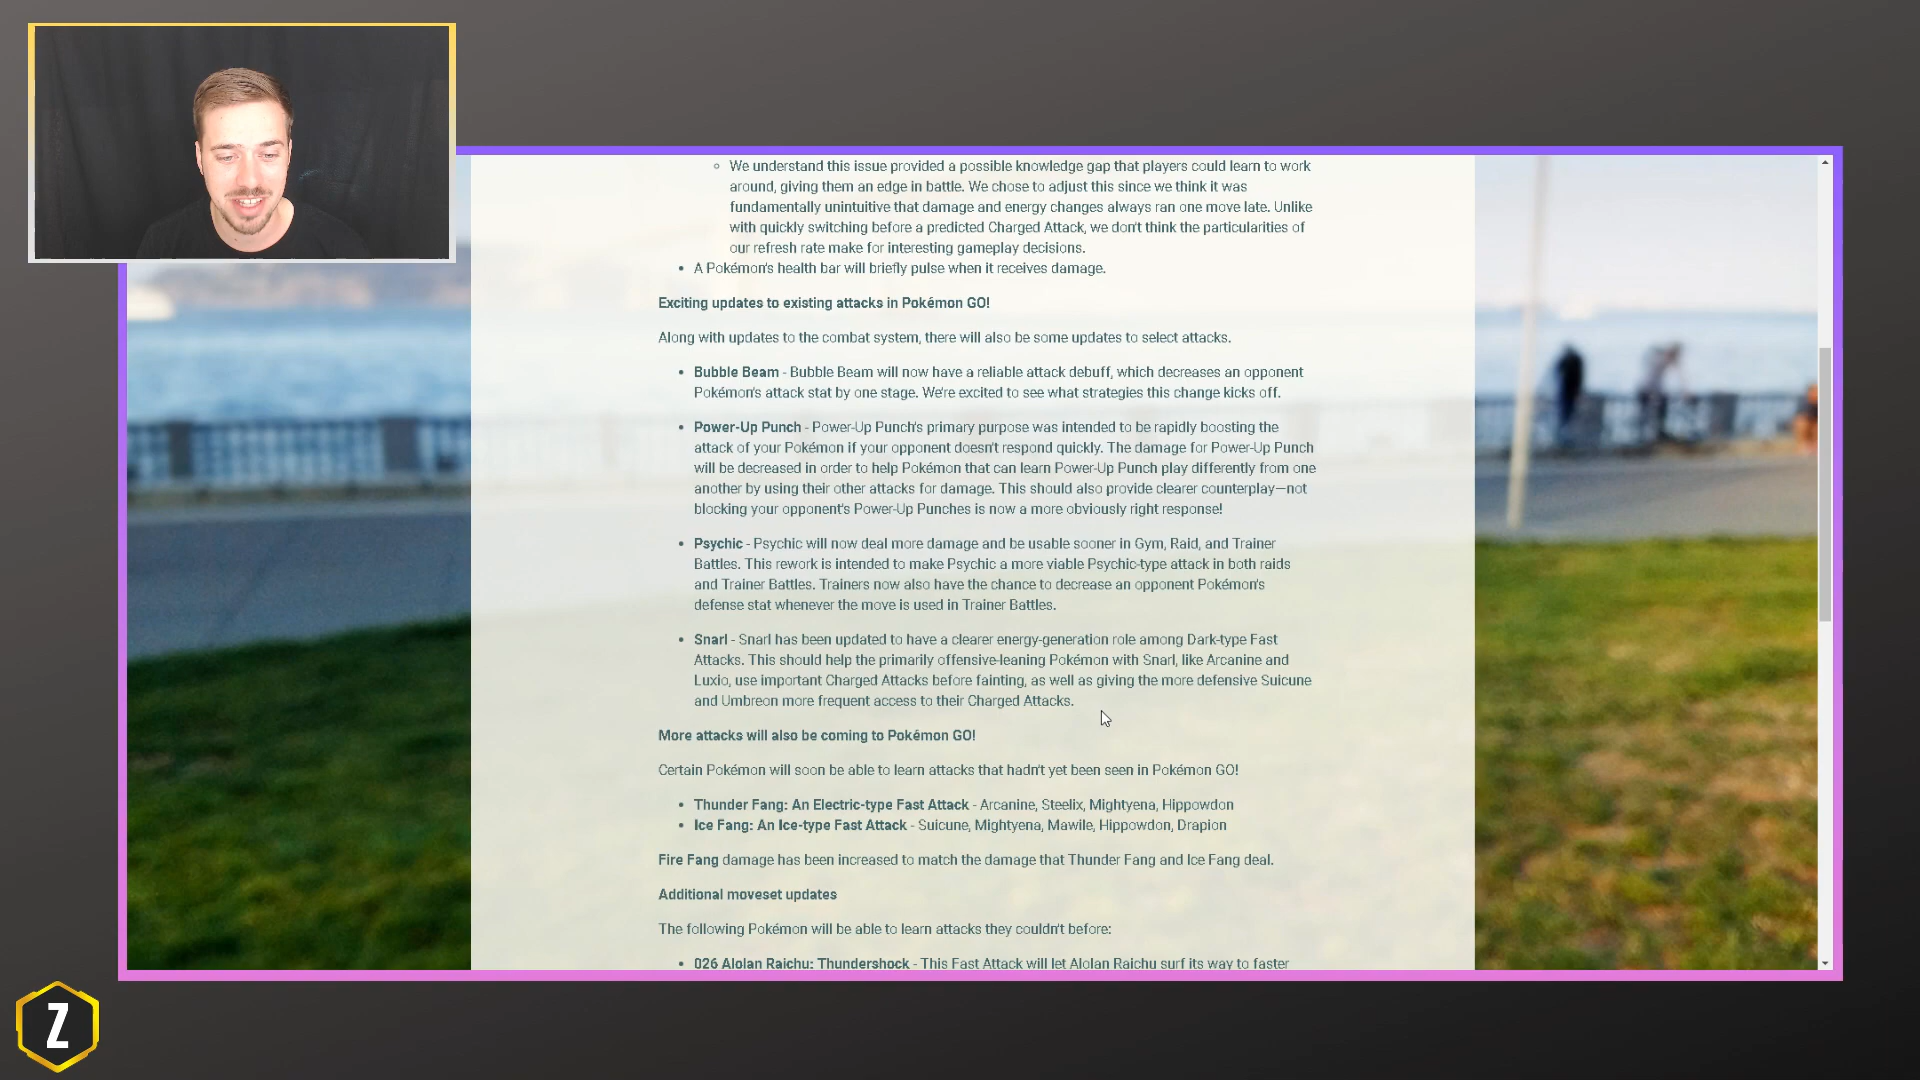 We understand this issue provided a possible knowledge gap that players could learn to work
around, giving them an edge in battle. We chose to adjust this since we think it was
fundamentally unintuitive that damage and energy changes always ran one move late. Unlike
with quickly switching before a predicted Charged Attack, we don't think the particularities of
our refresh rate make for interesting gameplay decisions.
A Pokémon's health bar will briefly pulse when it receives damage.
Exciting updates to existing attacks in Pokémon GO!
Along with updates to the combat system, there will also be some updates to select attacks.
Bubble Beam - Bubble Beam will now have a reliable attack debuff, which decreases an opponent
Pokémon's attack stat by one stage. We're excited to see what strategies this change kicks off.
Power-Up Punch - Power-Up Punch's primary purpose was intended to be rapidly boosting the
attack of your Pokémon if your opponent doesn't respond quickly. The damage for Power-Up Punch
will be decreased in order to help Pokémon that can learn Power-Up Punch play differently from one
another by using their other attacks for damage. This should also provide clearer counterplay—not
blocking your opponent's Power-Up Punches is now a more obviously right response!
Psychic - Psychic will now deal more damage and be usable sooner in Gym, Raid, and Trainer
Battles. This rework is intended to make Psychic a more viable Psychic-type attack in both raids
and Trainer Battles. Trainers now also have the chance to decrease an opponent Pokémon's
defense stat whenever the move is used in Trainer Battles.
Snarl - Snarl has been updated to have a clearer energy-generation role among Dark-type Fast
Attacks. This should help the primarily offensive-leaning Pokémon with Snarl, like Arcanine and
Luxio, use important Charged Attacks before fainting, as well as giving the more defensive Suicune
and Umbreon more frequent access to their Charged Attacks.
More attacks will also be coming to Pokémon GO!
Certain Pokémon will soon be able to learn attacks that hadn't yet been seen in Pokémon GO!
Thunder Fang: An Electric-type Fast Attack - Arcanine, Steelix, Mightyena, Hippowdon
Ice Fang: An Ice-type Fast Attack - Suicune, Mightyena, Mawile, Hippowdon, Drapion
Fire Fang damage has been increased to match the damage that Thunder Fang and Ice Fang deal.
Additional moveset updates
The following Pokémon will be able to learn attacks they couldn't before:
026 Alolan Raichu: Thundershock - This Fast Attack will let Alolan Raichu surf its way to faster
Z